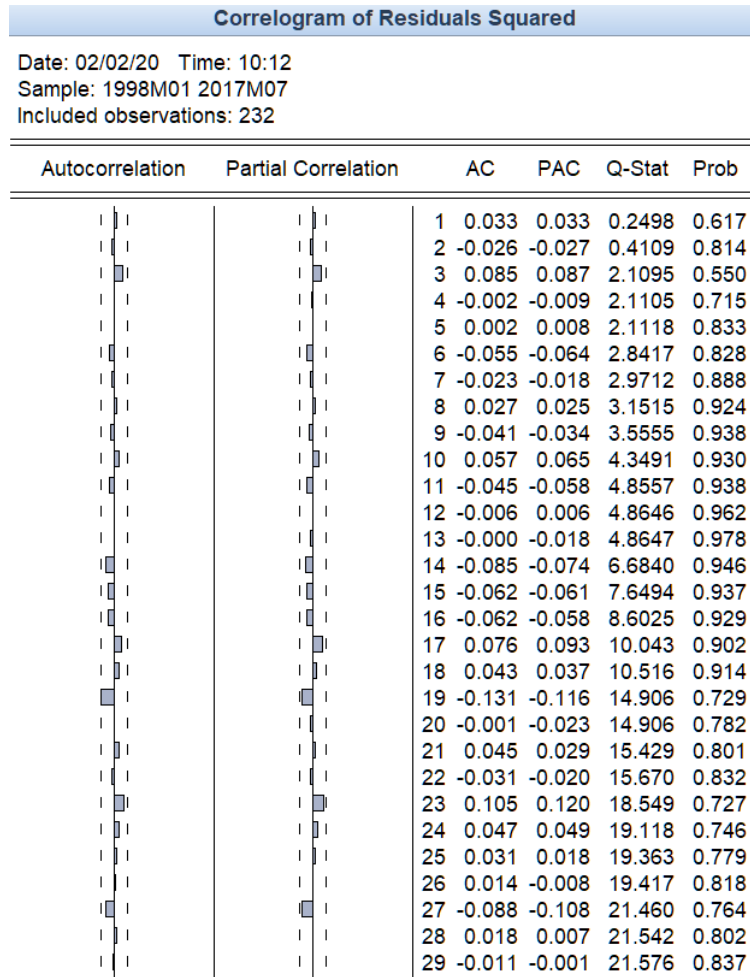 Correlogram of Residuals Squared
Date: 02/02/20 Time: 10:12
Sample: 1998M01 2017M07
Included observations: 232
Autocorrelation Partial Correlation AC PAC Q-Stat Prob
1 0.033 0.033 0.2498 0.617
2 -0.026 -0.027 0.4109 0.814
3 0.085 0.087 2.1095 0.550
4 -0.002 -0.009 2.1105 0.715
5 0.002 0.008 2.1118 0.833
6 -0.055 -0.064 2.8417 0.828
7 -0.023 -0.018 2.9712 0.888
8 0.027 0.025 3.1515 0.924
9 -0.041 -0.034 3.5555 0.938
10 0.057 0.065 4.3491 0.930
11 -0.045 -0.058 4.8557 0.938
12 -0.006 0.006 4.8646 0.962
13 -0.000 -0.018 4.8647 0.978
14 -0.085 -0.074 6.6840 0.946
15 -0.062 -0.061 7.6494 0.937
16 -0.062 -0.058 8.6025 0.929
17 0.076 0.093 10.043 0.902
18 0.043 0.037 10.516 0.914
19 -0.131 -0.116 14.906 0.729
20 -0.001 -0.023 14.906 0.782
21 0.045 0.029 15.429 0.801
22 -0.031 -0.020 15.670 0.832
23 0.105 0.120 18.549 0.727
24 0.047 0.049 19.118 0.746
25 0.031 0.018 19.363 0.779
26 0.014 -0.008 19.417 0.818
27 -0.088 -0.108 21.460 0.764
28 0.018 0.007 21.542 0.802
29 -0.011 -0.001 21.576 0.837